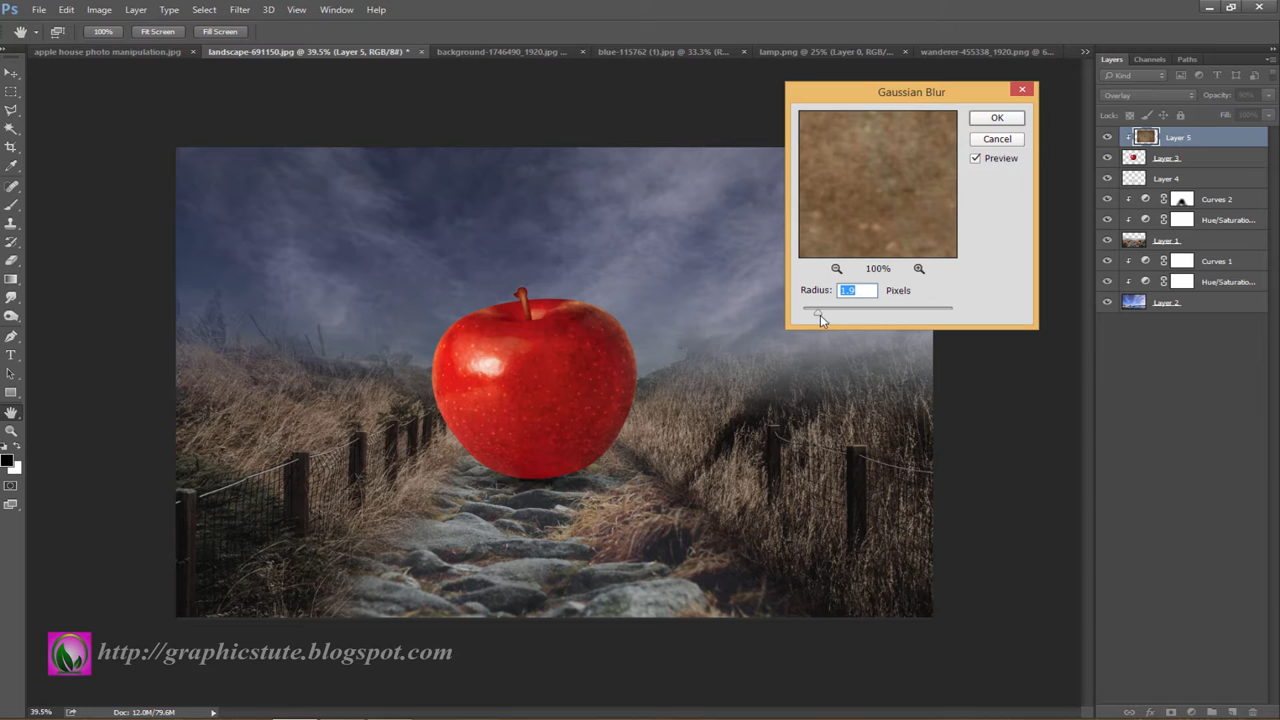 Ps File Edit Image Layer Type Select Filter 3D View Window Help
100% Fit Screen Fill Screen
apple house photo manipulation.jpg × landscape-691150.jpg @ 39.5% (Layer 5, RGB/8#) * × background-1746490_1920.jpg ... × blue-115762 (1).jpg @ 33.3% (R... × lamp.png @ 25% (Layer 0, RGB/... × wanderer-455338_1920.png @ 6...
Layers Channels Paths
Kind
Overlay Opacity: 90%
Lock: Fill: 100%
Layer 5
Layer 3
Layer 4
Curves 2
Hue/Saturatio...
Layer 1
Curves 1
Hue/Saturatio...
Layer 2
Gaussian Blur
OK
Cancel
Preview
100%
Radius: 1.9 Pixels
http://graphicstute.blogspot.com
39.5% Doc: 12.0M/79.6M